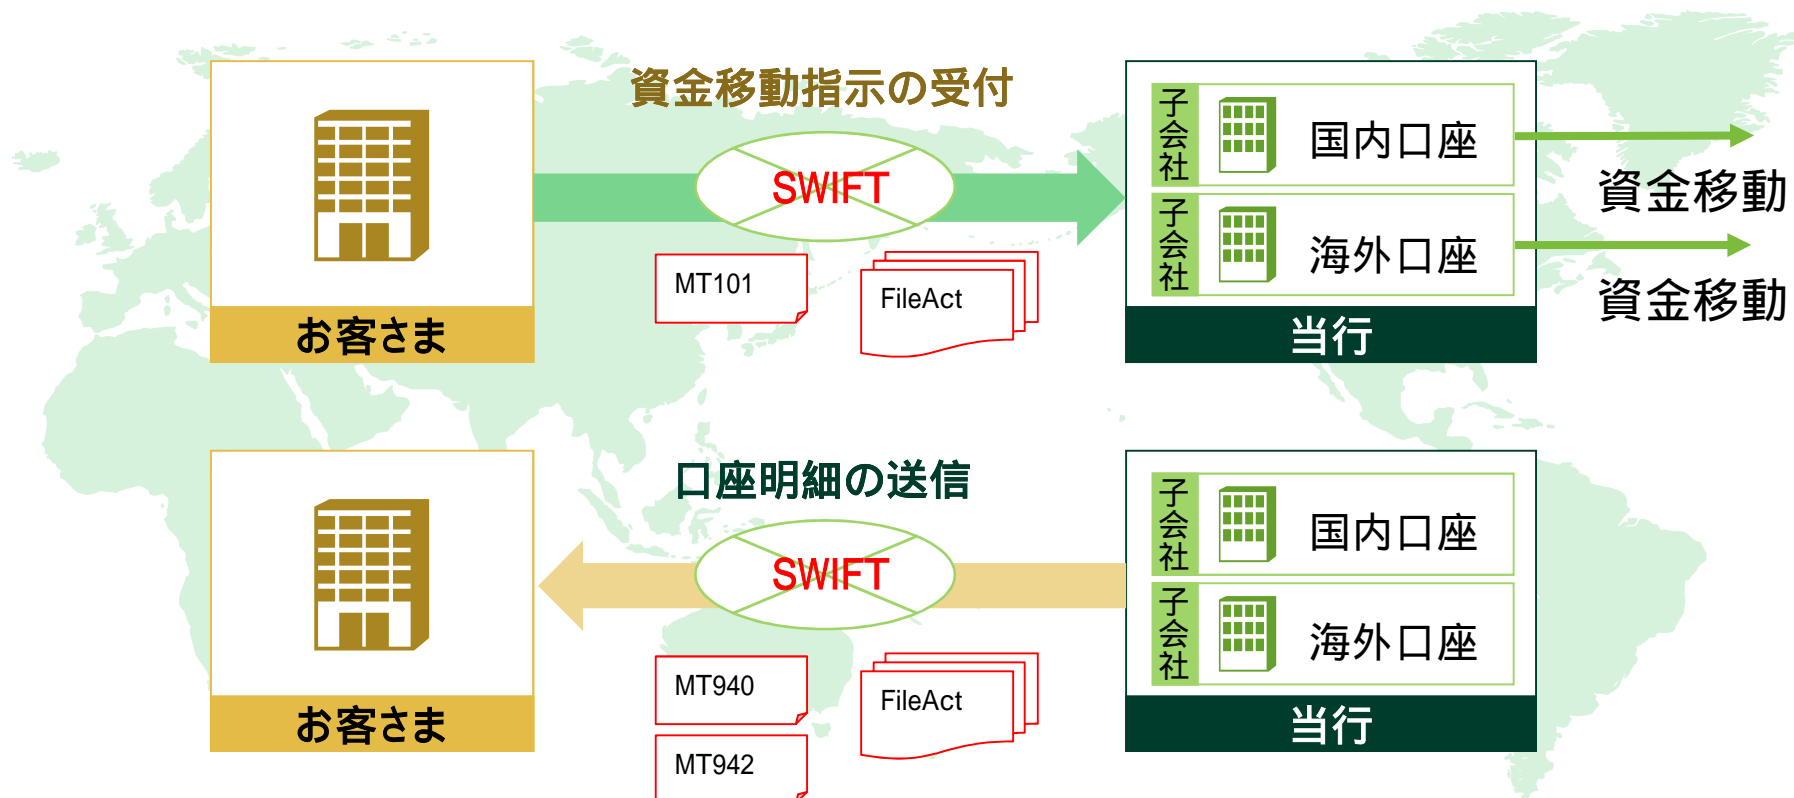 資金移動指示の受付
SWIFT
MT101
FileAct
お客さま
子会社
国内口座
子会社
海外口座
当行
資金移動
資金移動
口座明細の送信
SWIFT
MT940
MT942
FileAct
お客さま
子会社
国内口座
子会社
海外口座
当行